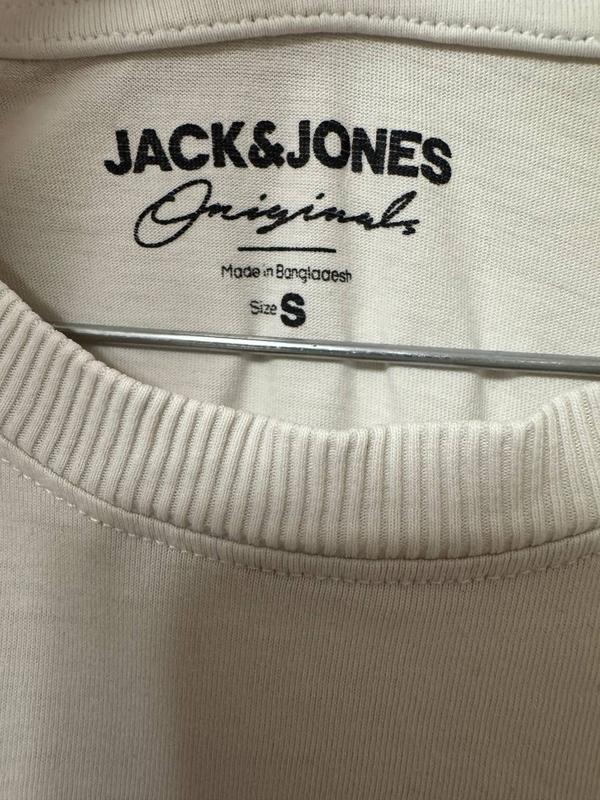 JACK&JONES
Originals
Made in Bangladesh
Size S